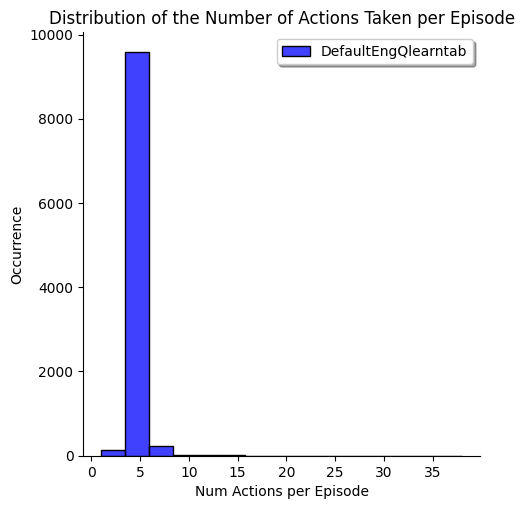 Distribution of the Number of Actions Taken per Episode
DefaultEngQlearntab
10000
8000
6000
4000
2000
0
Occurrence
0 5 10 15 20 25 30 35
Num Actions per Episode